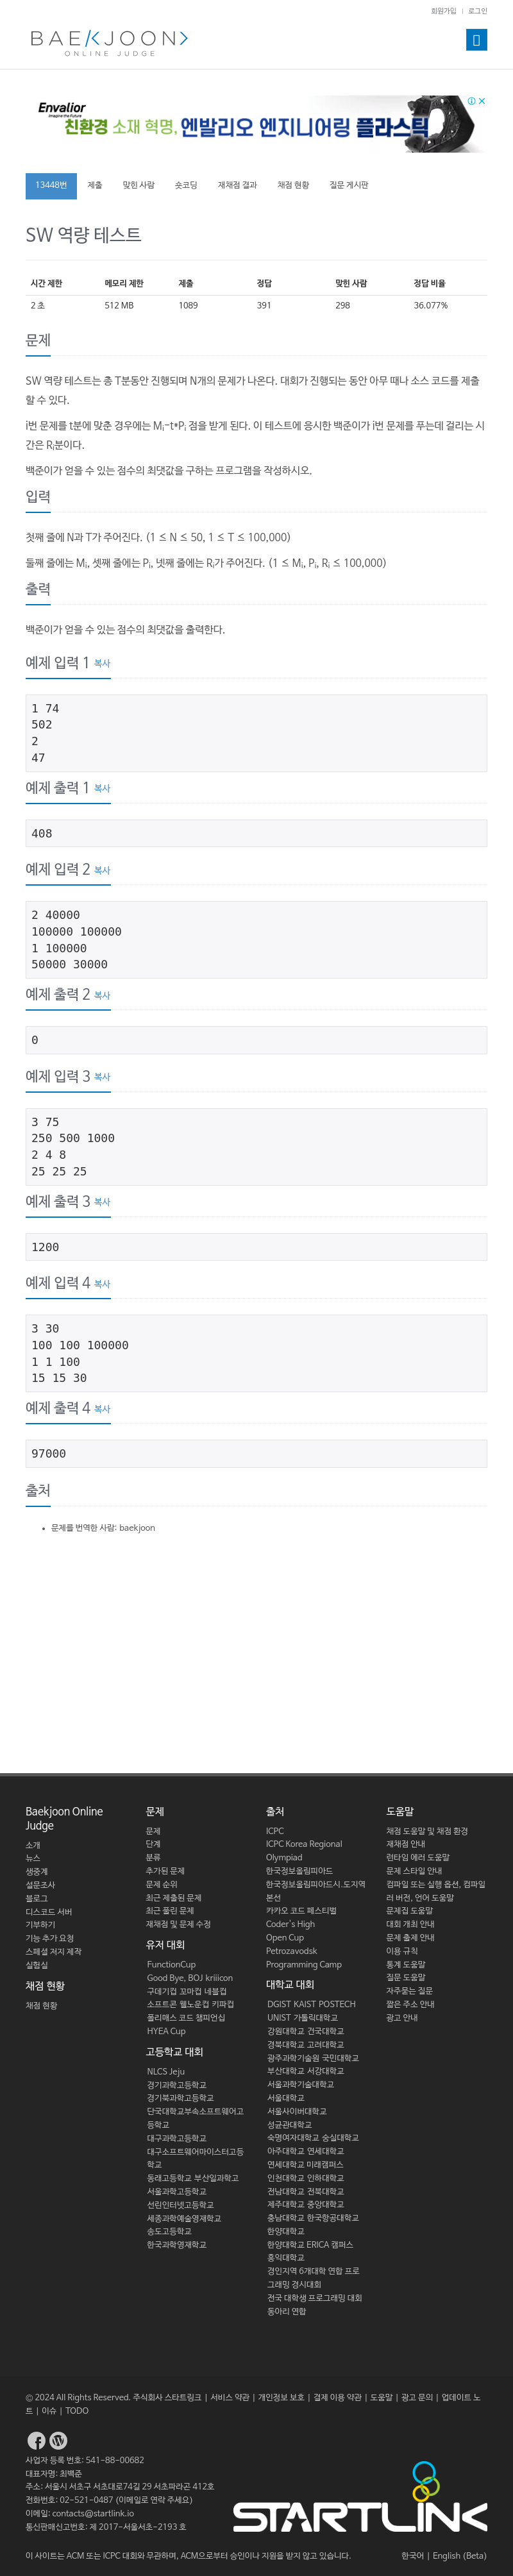 회원가입 | 로그인
BAE/KJOON>
ONLINE JUDGE
Envalior
Imagine the Future
친환경 소재 혁명, 엔발리오 엔지니어링 플라스틱
13448번 제출 맞힌 사람 숏코딩 재채점 결과 채점 현황 질문 게시판
SW 역량 테스트
시간 제한 메모리 제한 제출 정답 맞힌 사람 정답 비율
2 초 512 MB 1089 391 298 36.077%
문제
SW 역량 테스트는 총 T분동안 진행되며 N개의 문제가 나온다. 대회가 진행되는 동안 아무 때나 소스 코드를 제출
할 수 있다.
i번 문제를 t분에 맞춘 경우에는 Mi-t*Pi 점을 받게 된다. 이 테스트에 응시한 백준이가 i번 문제를 푸는데 걸리는 시
간은 Ri분이다.
백준이가 얻을 수 있는 점수의 최댓값을 구하는 프로그램을 작성하시오.
입력
첫째 줄에 N과 T가 주어진다. (1 ≤ N ≤ 50, 1 ≤ T ≤ 100,000)
둘째 줄에는 Mi, 셋째 줄에는 Pi, 넷째 줄에는 Ri가 주어진다. (1 ≤ Mi, Pi, Ri ≤ 100,000)
출력
백준이가 얻을 수 있는 점수의 최댓값을 출력한다.
예제 입력 1 복사
1 74
502
2
47
예제 출력 1 복사
408
예제 입력 2 복사
2 40000
100000 100000
1 100000
50000 30000
예제 출력 2 복사
0
예제 입력 3 복사
3 75
250 500 1000
2 4 8
25 25 25
예제 출력 3 복사
1200
예제 입력 4 복사
3 30
100 100 100000
1 1 100
15 15 30
예제 출력 4 복사
97000
출처
• 문제를 번역한 사람: baekjoon
Baekjoon Online
Judge
소개
뉴스
생중계
설문조사
블로그
디스코드 서버
기부하기
기능 추가 요청
스페셜 저지 제작
실험실
채점 현황
채점 현황
문제
문제
단계
분류
추가된 문제
문제 순위
최근 제출된 문제
최근 풀린 문제
재채점 및 문제 수정
유저 대회
FunctionCup
Good Bye, BOJ kriiicon
구데기컵 꼬마컵 네블컵
소프트콘 웰노운컵 키파컵
폴리매스 코드 챔피언십
HYEA Cup
고등학교 대회
NLCS Jeju
경기과학고등학교
경기북과학고등학교
단국대학교부속소프트웨어고
등학교
대구과학고등학교
대구소프트웨어마이스터고등
학교
동래고등학교 부산일과학고
서울과학고등학교
선린인터넷고등학교
세종과학예술영재학교
송도고등학교
한국과학영재학교
출처
ICPC
ICPC Korea Regional
Olympiad
한국정보올림피아드
한국정보올림피아드시.도지역
본선
카카오 코드 페스티벌
Coder's High
Open Cup
Petrozavodsk
Programming Camp
대학교 대회
DGIST KAIST POSTECH
UNIST 가톨릭대학교
강원대학교 건국대학교
경북대학교 고려대학교
광주과학기술원 국민대학교
부산대학교 서강대학교
서울과학기술대학교
서울대학교
서울사이버대학교
성균관대학교
숙명여자대학교 숭실대학교
아주대학교 연세대학교
연세대학교 미래캠퍼스
인천대학교 인하대학교
전남대학교 전북대학교
제주대학교 중앙대학교
충남대학교 한국항공대학교
한양대학교
한양대학교 ERICA 캠퍼스
홍익대학교
경인지역 6개대학 연합 프로
그래밍 경시대회
전국 대학생 프로그래밍 대회
동아리 연합
도움말
채점 도움말 및 채점 환경
재채점 안내
런타임 에러 도움말
문제 스타일 안내
컴파일 또는 실행 옵션, 컴파일
러 버전, 언어 도움말
문제집 도움말
대회 개최 안내
문제 출제 안내
이용 규칙
통계 도움말
질문 도움말
자주묻는 질문
짧은 주소 안내
광고 안내
© 2024 All Rights Reserved. 주식회사 스타트링크 | 서비스 약관 | 개인정보 보호 | 결제 이용 약관 | 도움말 | 광고 문의 | 업데이트 노
트 | 이슈 | TODO
사업자 등록 번호: 541-88-00682
대표자명: 최백준
주소: 서울시 서초구 서초대로74길 29 서초파라곤 412호
전화번호: 02-521-0487 (이메일로 연락 주세요)
이메일: contacts@startlink.io
통신판매신고번호: 제 2017-서울서초-2193 호
STARTLINK
이 사이트는 ACM 또는 ICPC 대회와 무관하며, ACM으로부터 승인이나 지원을 받지 않고 있습니다.
한국어 | English (Beta)